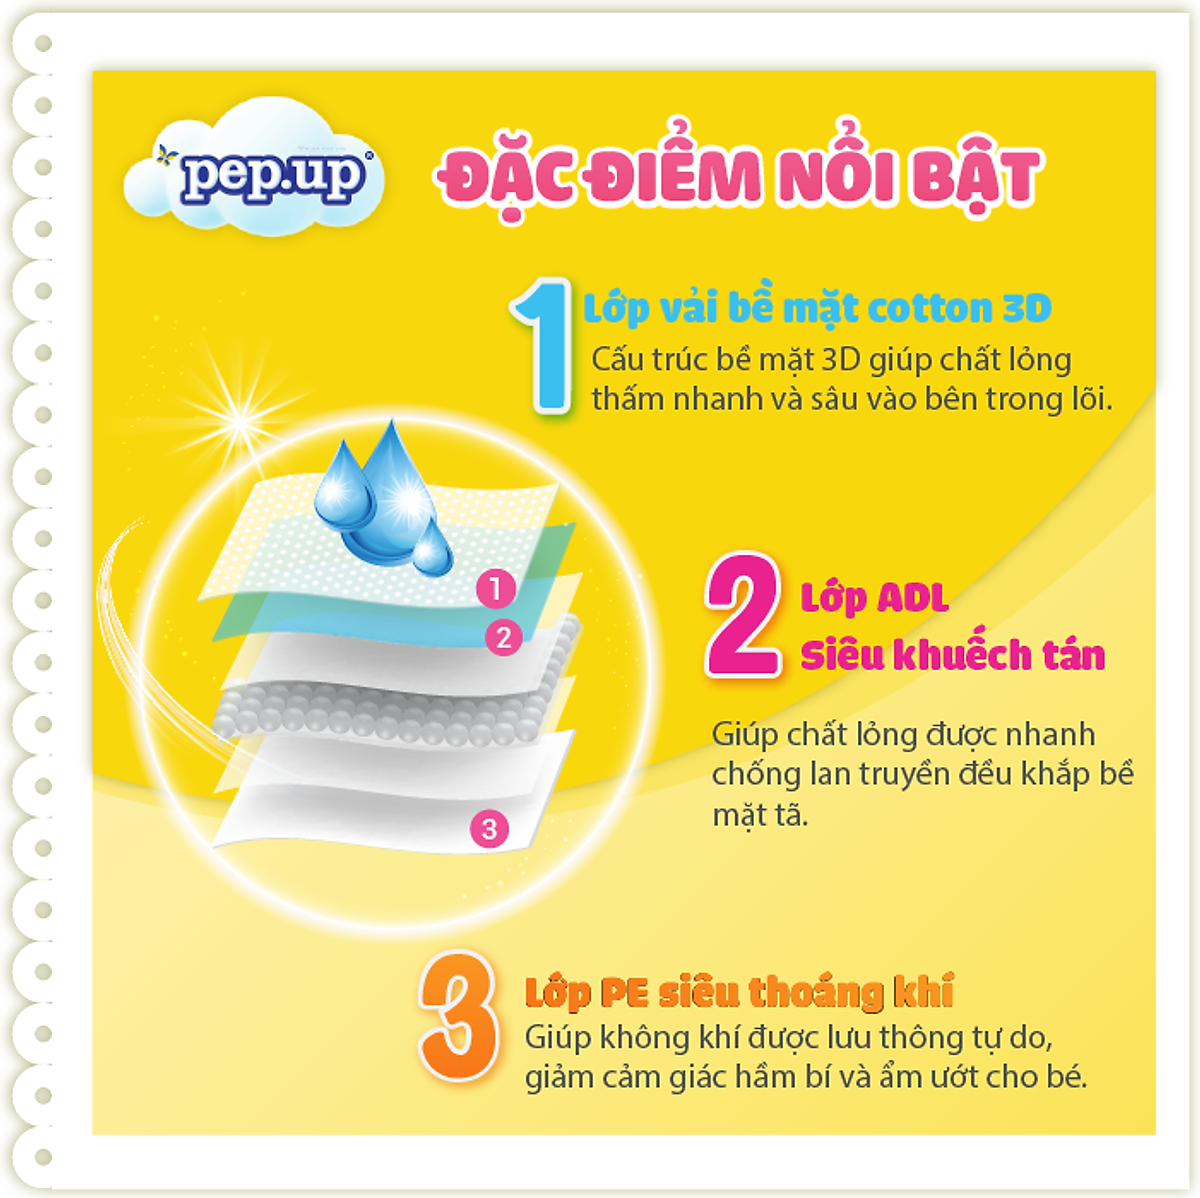 pep.up®
ĐẶC ĐIỂM NỔI BẬT
1 Lớp vải bề mặt cotton 3D
Cấu trúc bề mặt 3D giúp chất lỏng
thấm nhanh và sâu vào bên trong lõi.
1
2
3
2 Lớp ADL
Siêu khuếch tán
Giúp chất lỏng được nhanh
chống lan truyền đều khắp bề
mặt tã.
3 Lớp PE siêu thoáng khí
Giúp không khí được lưu thông tự do,
giảm cảm giác hầm bí và ẩm ướt cho bé.